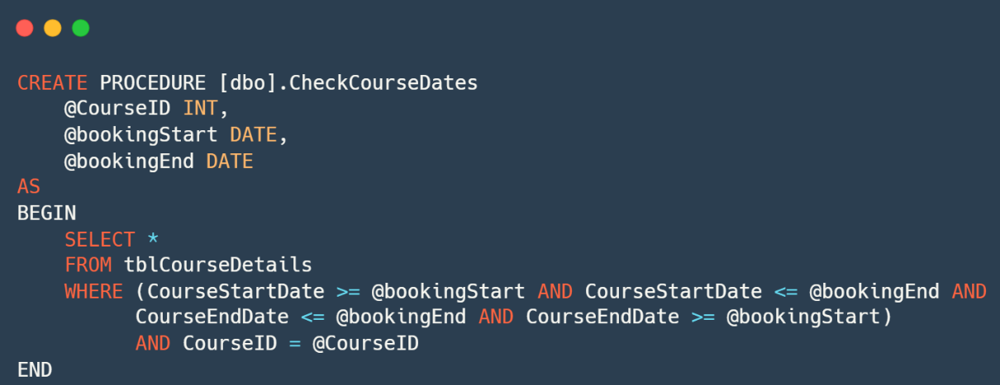 CREATE PROCEDURE [dbo].CheckCourseDates
    @CourseID INT,
    @bookingStart DATE,
    @bookingEnd DATE
AS
BEGIN
    SELECT *
    FROM tblCourseDetails
    WHERE (CourseStartDate >= @bookingStart AND CourseStartDate <= @bookingEnd AND
          CourseEndDate <= @bookingEnd AND CourseEndDate >= @bookingStart)
          AND CourseID = @CourseID
END